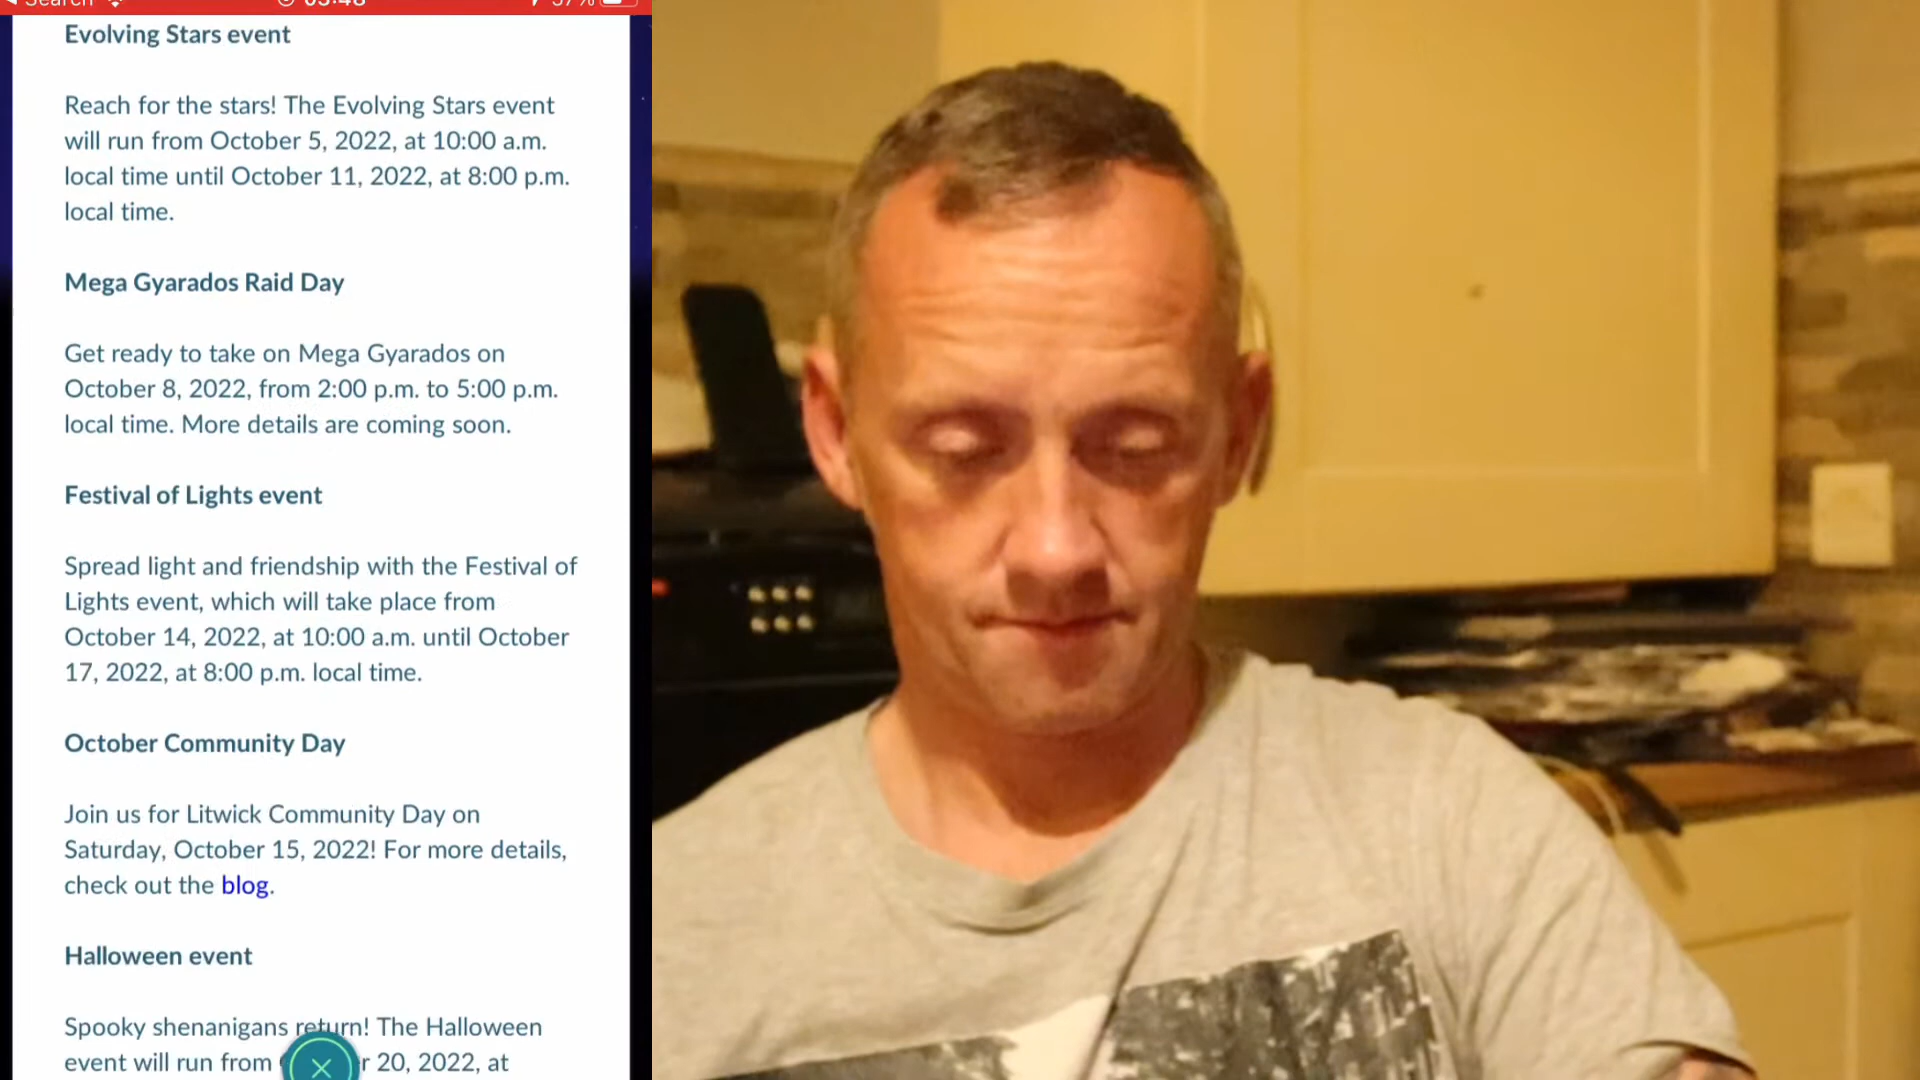 Search
Evolving Stars event
Reach for the stars! The Evolving Stars event
will run from October 5, 2022, at 10:00 a.m.
local time until October 11, 2022, at 8:00 p.m.
local time.
Mega Gyarados Raid Day
Get ready to take on Mega Gyarados on
October 8, 2022, from 2:00 p.m. to 5:00 p.m.
local time. More details are coming soon.
Festival of Lights event
Spread light and friendship with the Festival of
Lights event, which will take place from
October 14, 2022, at 10:00 a.m. until October
17, 2022, at 8:00 p.m. local time.
October Community Day
Join us for Litwick Community Day on
Saturday, October 15, 2022! For more details,
check out the blog.
Halloween event
Spooky shenanigans return! The Halloween
event will run from r 20, 2022, at